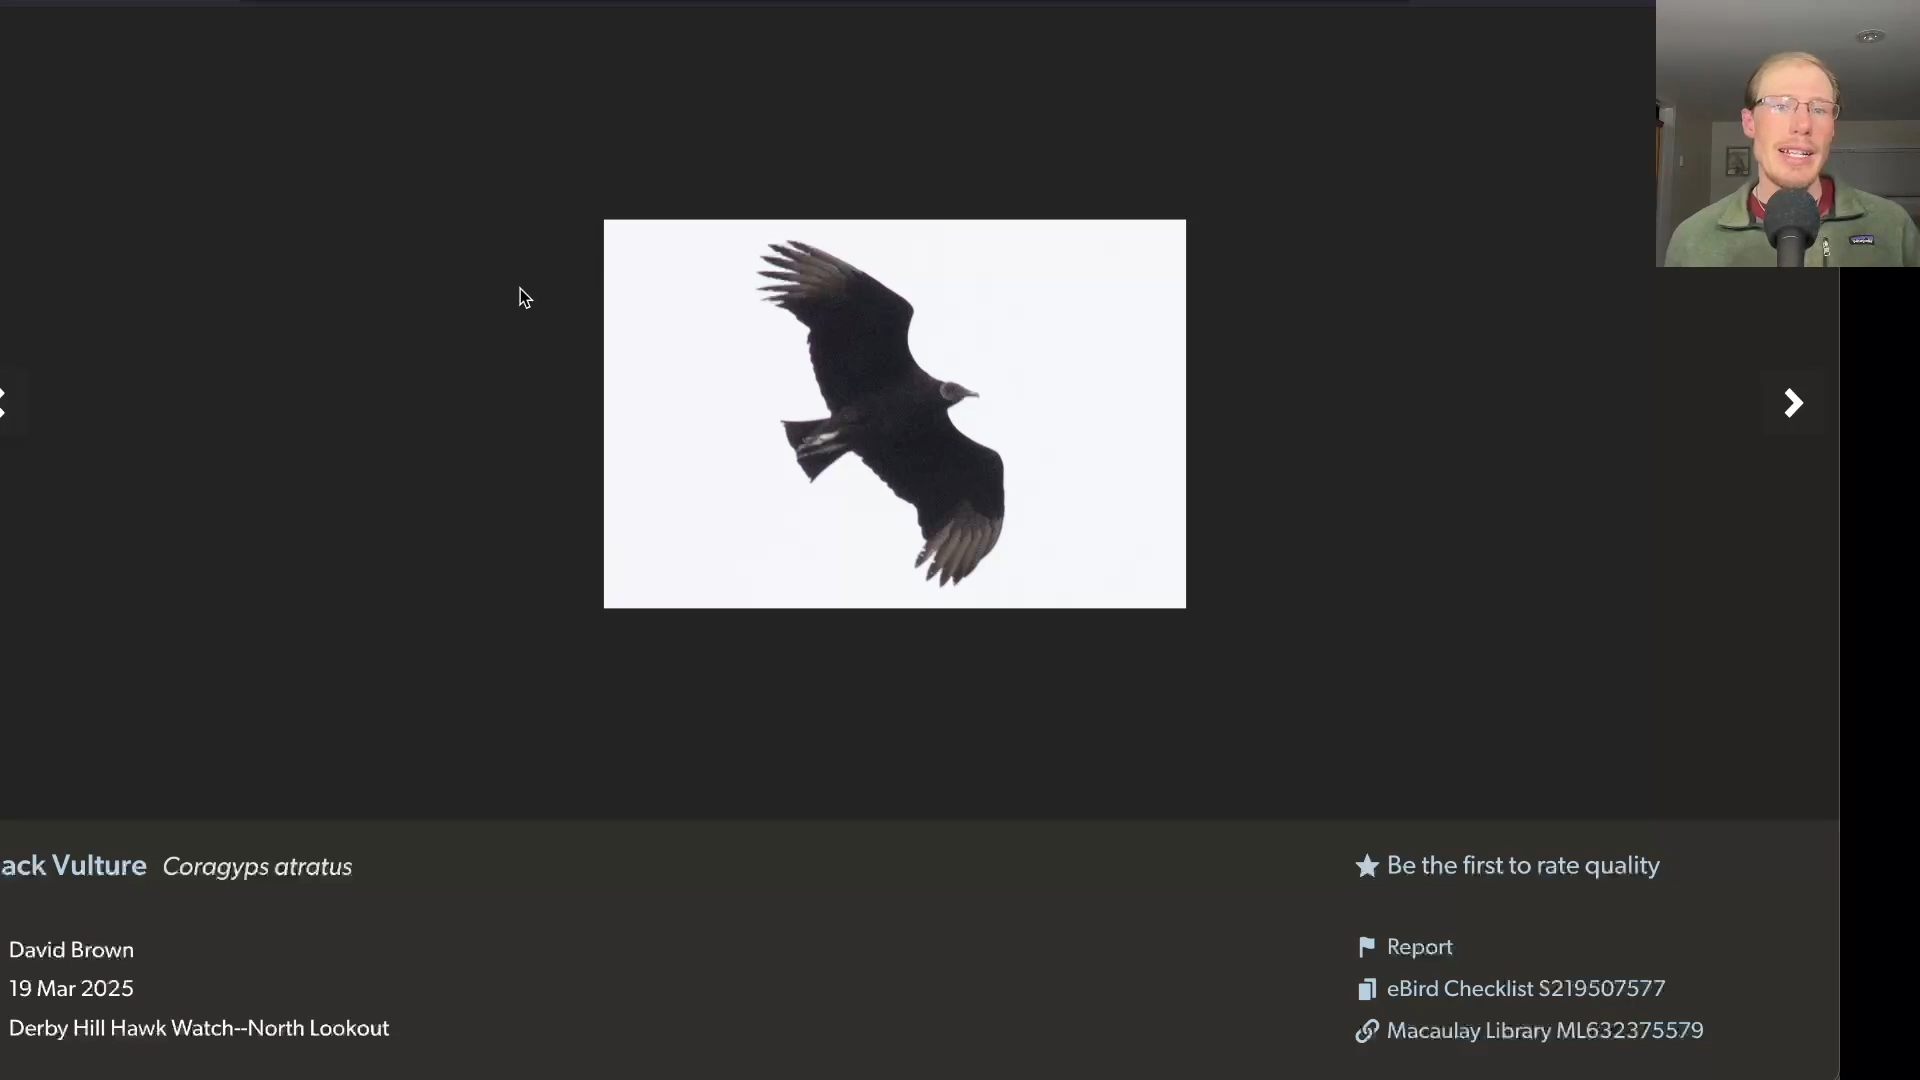 ack Vulture Coragyps atratus
Be the first to rate quality
David Brown
19 Mar 2025
Derby Hill Hawk Watch--North Lookout
Report
eBird Checklist S219507577
Macaulay Library ML632375579